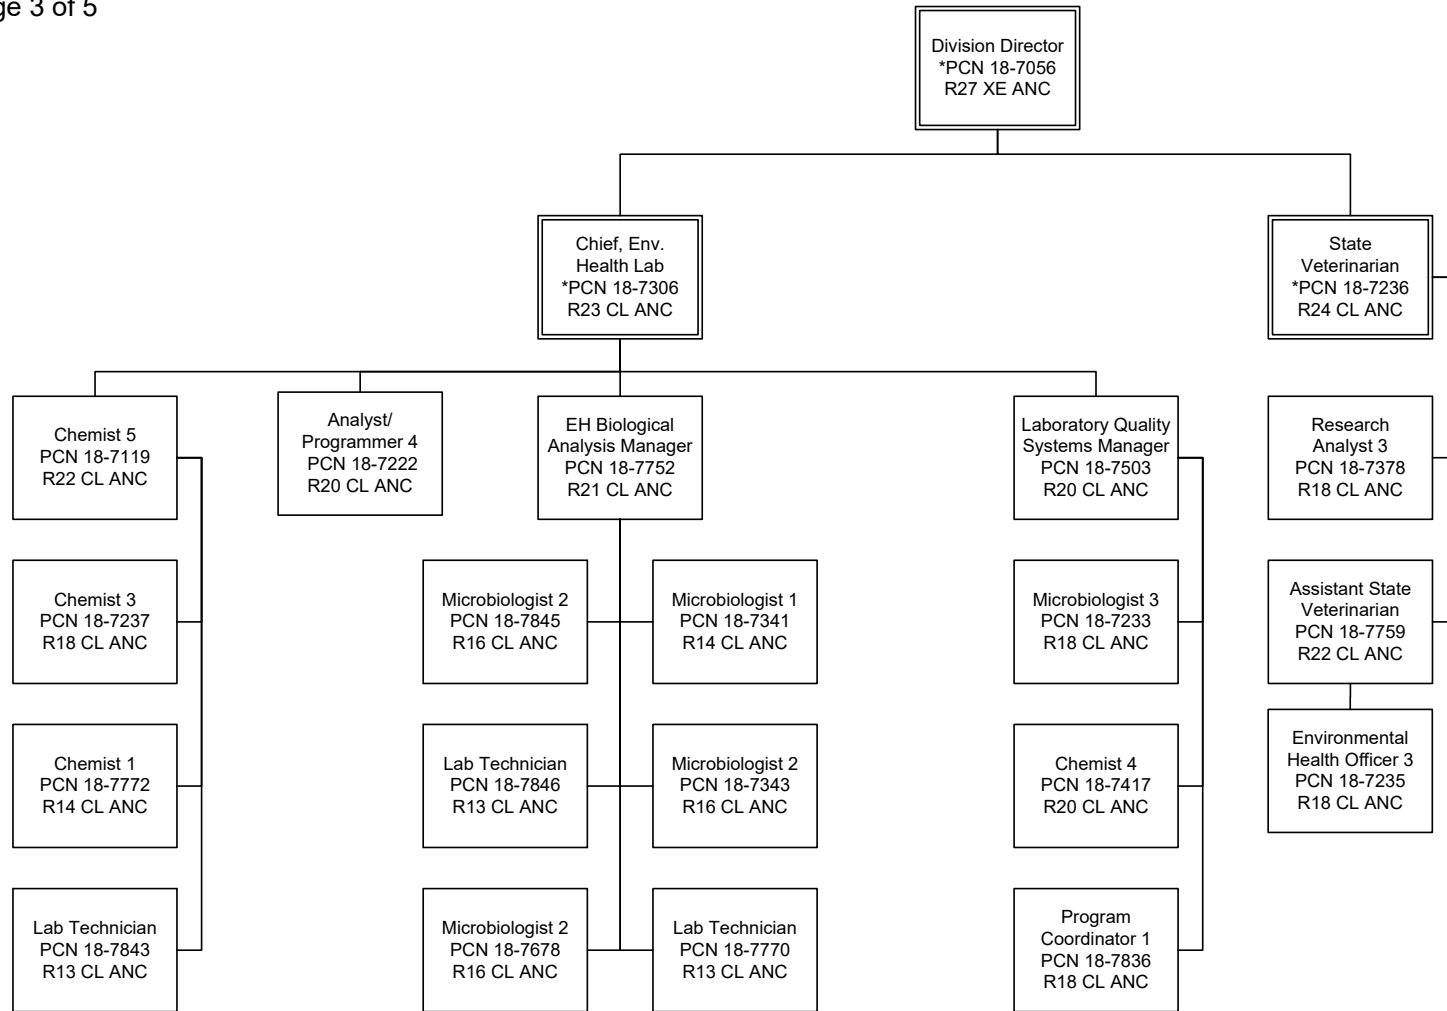 ge 3 of 5
Division Director
*PCN 18-7056
R27 XE ANC
Chief, Env.
Health Lab
*PCN 18-7306
R23 CL ANC
State
Veterinarian
*PCN 18-7236
R24 CL ANC
Chemist 5
PCN 18-7119
R22 CL ANC
Analyst/
Programmer 4
PCN 18-7222
R20 CL ANC
EH Biological
Analysis Manager
PCN 18-7752
R21 CL ANC
Laboratory Quality
Systems Manager
PCN 18-7503
R20 CL ANC
Research
Analyst 3
PCN 18-7378
R18 CL ANC
Chemist 3
PCN 18-7237
R18 CL ANC
Microbiologist 2
PCN 18-7845
R16 CL ANC
Microbiologist 1
PCN 18-7341
R14 CL ANC
Microbiologist 3
PCN 18-7233
R18 CL ANC
Assistant State
Veterinarian
PCN 18-7759
R22 CL ANC
Chemist 1
PCN 18-7772
R14 CL ANC
Lab Technician
PCN 18-7846
R13 CL ANC
Microbiologist 2
PCN 18-7343
R16 CL ANC
Chemist 4
PCN 18-7417
R20 CL ANC
Environmental
Health Officer 3
PCN 18-7235
R18 CL ANC
Lab Technician
PCN 18-7843
R13 CL ANC
Microbiologist 2
PCN 18-7678
R16 CL ANC
Lab Technician
PCN 18-7770
R13 CL ANC
Program
Coordinator 1
PCN 18-7836
R18 CL ANC